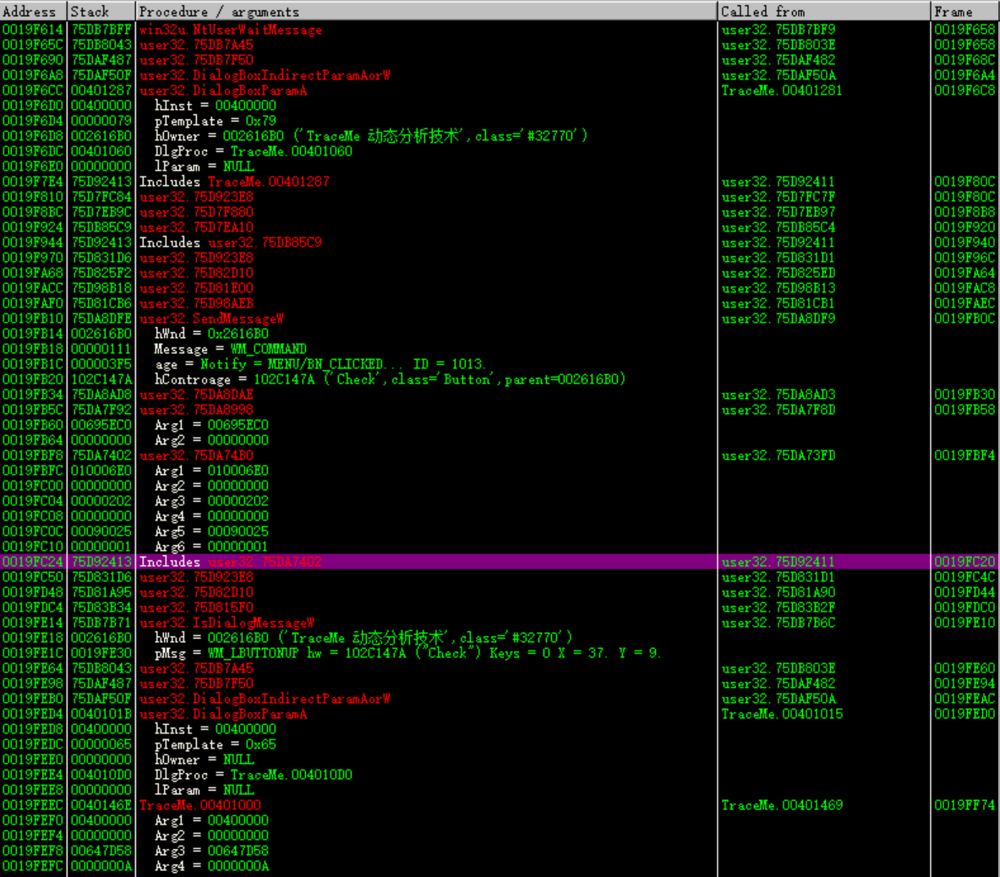 Address Stack Procedure / arguments Called from Frame
0019F614 75DB7BFF win32u.NtUserWaitMessage user32.75DB7BF9 0019F658
0019F65C 75DB8043 user32.75DB7A45 user32.75DB803E 0019F658
0019F690 75DAF487 user32.75DB7F50 user32.75DAF482 0019F68C
0019F6A8 75DAF50F user32.DialogBoxIndirectParamAorW user32.75DAF50A 0019F6A4
0019F6CC 00401287 user32.DialogBoxParamA TraceMe.00401281 0019F6C8
0019F6D0 00400000 hInst = 00400000
0019F6D4 00000079 pTemplate = 0x79
0019F6D8 002616B0 hOwner = 002616B0 ('TraceMe 动态分析技术',class='#32770')
0019F6DC 00401060 DlgProc = TraceMe.00401060
0019F6E0 00000000 lParam = NULL
0019F7E4 75D92413 Includes TraceMe.00401287 user32.75D92411 0019F80C
0019F810 75D7FC84 user32.75D923E8 user32.75D7FC7F 0019F80C
0019F8BC 75D7EB9C user32.75D7F880 user32.75D7EB97 0019F8B8
0019F924 75DB85C9 user32.75D7EA10 user32.75DB85C4 0019F920
0019F944 75D92413 Includes user32.75DB85C9 user32.75D92411 0019F940
0019F970 75D831D6 user32.75D923E8 user32.75D831D1 0019F96C
0019FA68 75D825F2 user32.75D82D10 user32.75D825ED 0019FA64
0019FACC 75D98B18 user32.75D81E00 user32.75D98B13 0019FAC8
0019FAF0 75D81CB6 user32.75D98AEB user32.75D81CB1 0019FAEC
0019FB10 75DA8DFE user32.SendMessageW user32.75DA8DF9 0019FB0C
0019FB14 002616B0 hWnd = 0x2616B0
0019FB18 00000111 Message = WM_COMMAND
0019FB1C 000003F5 age = Notify = MENU/BN_CLICKED... ID = 1013.
0019FB20 102C147A hControage = 102C147A ('Check',class='Button',parent=002616B0)
0019FB34 75DA8AD8 user32.75DA8DAE user32.75DA8AD3 0019FB30
0019FB5C 75DA7F92 user32.75DA8998 user32.75DA7F8D 0019FB58
0019FB60 00695EC0 Arg1 = 00695EC0
0019FB64 00000000 Arg2 = 00000000
0019FBF8 75DA7402 user32.75DA74B0 user32.75DA73FD 0019FBF4
0019FBFC 010006E0 Arg1 = 010006E0
0019FC00 00000000 Arg2 = 00000000
0019FC04 00000202 Arg3 = 00000202
0019FC08 00000000 Arg4 = 00000000
0019FC0C 00090025 Arg5 = 00090025
0019FC10 00000001 Arg6 = 00000001
0019FC24 75D92413 Includes user32.75DA7402 user32.75D92411 0019FC20
0019FC50 75D831D6 user32.75D923E8 user32.75D831D1 0019FC4C
0019FD48 75D81A95 user32.75D82D10 user32.75D81A90 0019FD44
0019FDC4 75D83B34 user32.75D815F0 user32.75D83B2F 0019FDC0
0019FE14 75DB7B71 user32.IsDialogMessageW user32.75DB7B6C 0019FE10
0019FE18 002616B0 hWnd = 002616B0 ('TraceMe 动态分析技术',class='#32770')
0019FE1C 0019FE30 pMsg = WM_LBUTTONUP hw = 102C147A ("Check") Keys = 0 X = 37. Y = 9.
0019FE64 75DB8043 user32.75DB7A45 user32.75DB803E 0019FE60
0019FE98 75DAF487 user32.75DB7F50 user32.75DAF482 0019FE94
0019FEB0 75DAF50F user32.DialogBoxIndirectParamAorW user32.75DAF50A 0019FEAC
0019FED4 0040101B user32.DialogBoxParamA TraceMe.00401015 0019FED0
0019FED8 00400000 hInst = 00400000
0019FEDC 00000065 pTemplate = 0x65
0019FEE0 00000000 hOwner = NULL
0019FEE4 004010D0 DlgProc = TraceMe.004010D0
0019FEE8 00000000 lParam = NULL
0019FEEC 0040146E TraceMe.00401000 TraceMe.00401469 0019FF74
0019FEF0 00400000 Arg1 = 00400000
0019FEF4 00000000 Arg2 = 00000000
0019FEF8 00647D58 Arg3 = 00647D58
0019FEFC 0000000A Arg4 = 0000000A